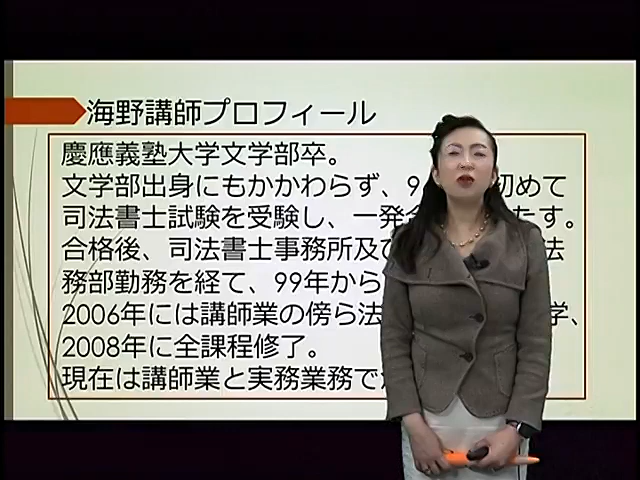 海野講師プロフィール
慶應義塾大学文学部卒。
文学部出身にもかかわらず、9 初めて
司法書士試験を受験し、一発合 たす。
合格後、司法書士事務所及び 法
務部勤務を経て、99年から
2006年には講師業の傍ら法 学、
2008年に全課程修了。
現在は講師業と実務業務で